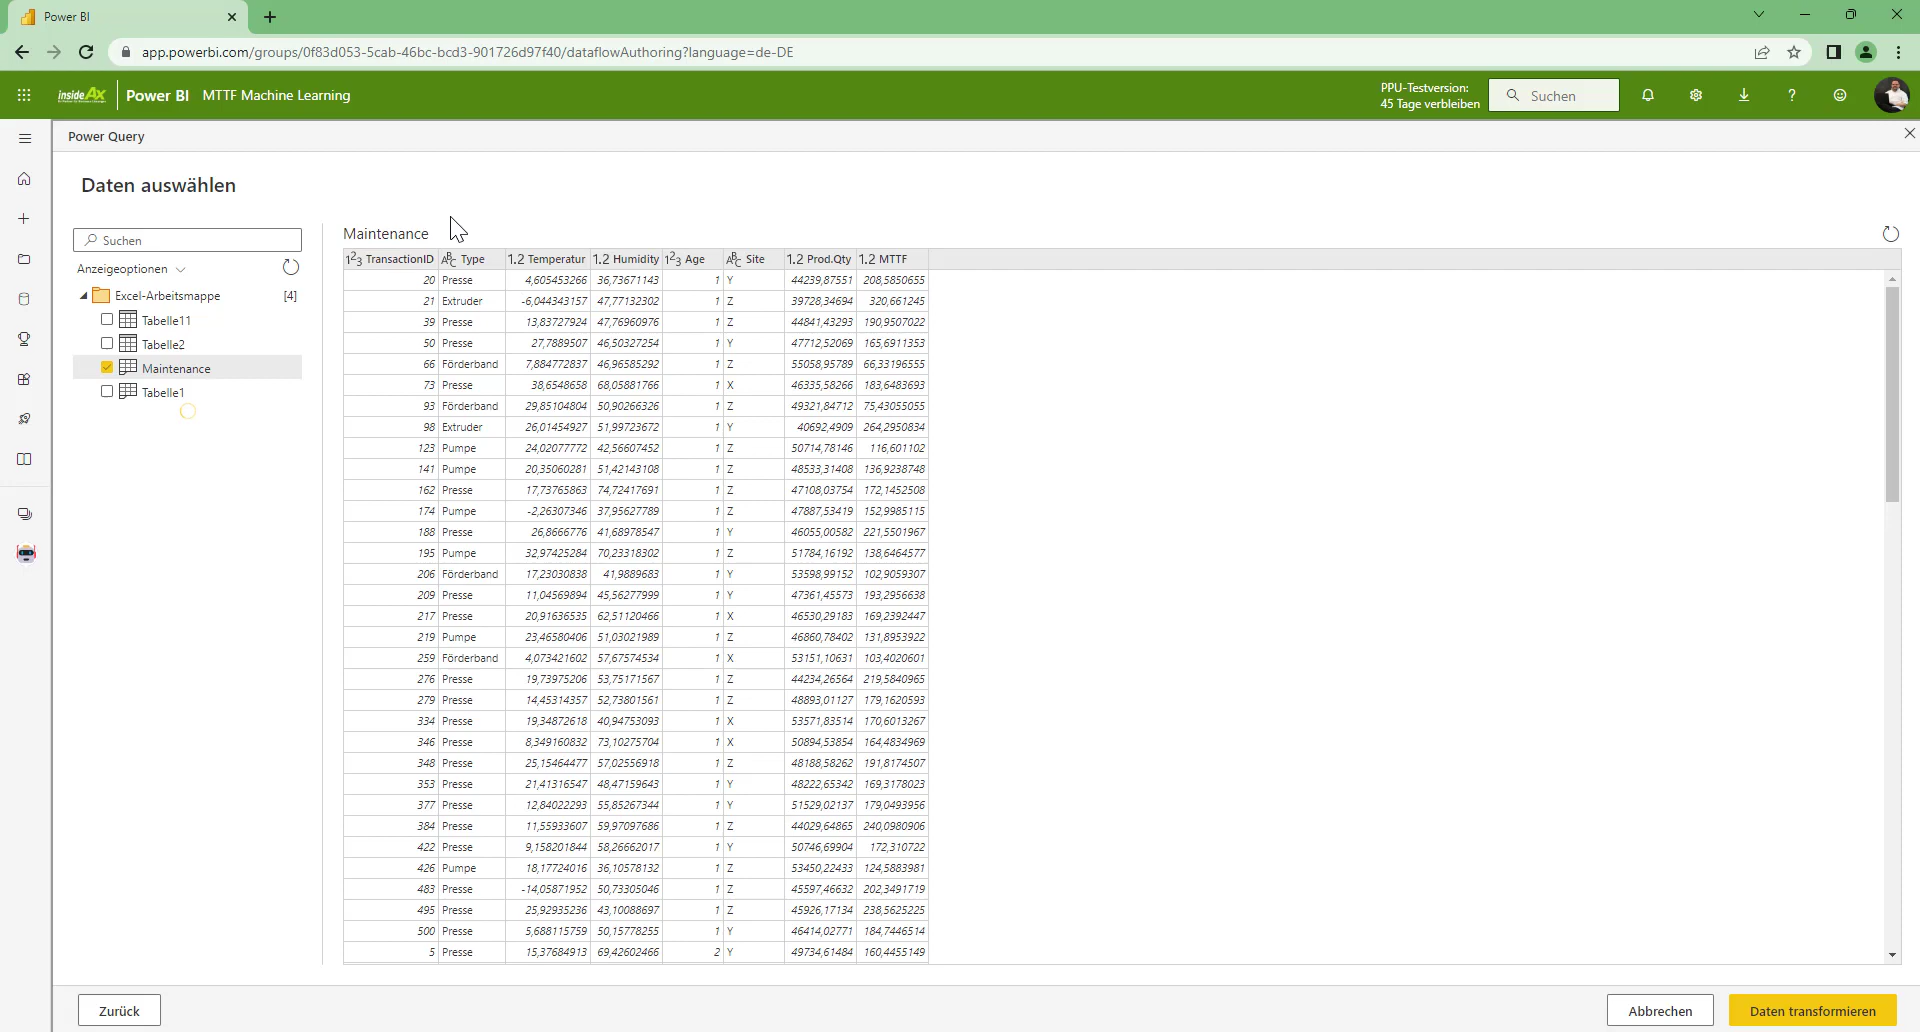 Power BI
app.powerbi.com/groups/0f83d053-5cab-46bc-bcd3-901726d97f40/dataflowAuthoring?language=de-DE
insideAx
Power BI
MTTF Machine Learning
PPU-Testversion:
45 Tage verbleiben
Suchen
Power Query
Daten auswählen
Suchen
Anzeigeoptionen
Excel-Arbeitsmappe [4]
Tabelle11
Tabelle2
Maintenance
Tabelle1
Maintenance
1²3 TransactionID ABC Type 1.2 Temperatur 1.2 Humidity 1²3 Age ABC Site 1.2 Prod.Qty 1.2 MTTF
20 Presse 4,605453266 36,73671143 1 Y 44239,87551 208,5850655
21 Extruder -6,044343157 47,77132302 1 Z 39728,34694 320,661245
39 Presse 13,83727924 47,76960976 1 Z 44841,43293 190,9507022
50 Presse 27,7889507 46,50327254 1 Y 47712,52069 165,6911353
66 Förderband 7,884772837 46,96585292 1 Z 55058,95789 66,33196555
73 Presse 38,6548658 68,05881766 1 X 46335,58266 183,6483693
93 Förderband 29,85104804 50,90266326 1 Z 49321,84712 75,43055055
98 Extruder 26,01454927 51,99723672 1 Y 40692,4909 264,2950834
123 Pumpe 24,02077772 42,56607452 1 Z 50714,78146 116,601102
141 Pumpe 20,35060281 51,42143108 1 Z 48533,31408 136,9238748
162 Presse 17,73765863 74,72417691 1 Z 47108,03754 172,1452508
174 Pumpe -2,26307346 37,95627789 1 Z 47887,53419 152,9985115
188 Presse 26,8666776 41,68978547 1 Y 46055,00582 221,5501967
195 Pumpe 32,97425284 70,23318302 1 Z 51784,16192 138,6464577
206 Förderband 17,23030838 41,9889683 1 Y 53598,99152 102,9059307
209 Presse 11,04569894 45,56277999 1 Y 47361,45573 193,2956638
217 Presse 20,91636535 62,51120466 1 X 46530,29183 169,2392447
219 Pumpe 23,46580406 51,03021989 1 Z 46860,78402 131,8953922
259 Förderband 4,073421602 57,67574534 1 X 53151,10631 103,4020601
276 Presse 19,73975206 53,75171567 1 Z 44234,26564 219,5840965
279 Presse 14,45314357 52,73801561 1 Z 48893,01127 179,1620593
334 Presse 19,34872618 40,94753093 1 X 53571,83514 170,6013267
346 Presse 8,349160832 73,10275704 1 X 50894,53854 164,4834969
348 Presse 25,15464477 57,02556918 1 Z 48188,58262 191,8174507
353 Presse 21,41316547 48,47159643 1 Y 48222,65342 169,3178023
377 Presse 12,84022293 55,85267344 1 Y 51529,02137 179,0493956
384 Presse 11,55933607 59,97097686 1 Z 44029,64865 240,0980906
422 Presse 9,158201844 58,26662017 1 Y 50746,69904 172,310722
426 Pumpe 18,17724016 36,10578132 1 Z 53450,22433 124,5883981
483 Presse -14,05871952 50,73305046 1 Z 45597,46632 202,3491719
495 Presse 25,92935236 43,10088697 1 Z 45926,17134 238,5625225
500 Presse 5,688115759 50,15778255 1 Y 46414,02771 184,7446514
5 Presse 15,37684913 69,42602466 2 Y 49734,61484 160,4455149
Zurück
Abbrechen
Daten transformieren